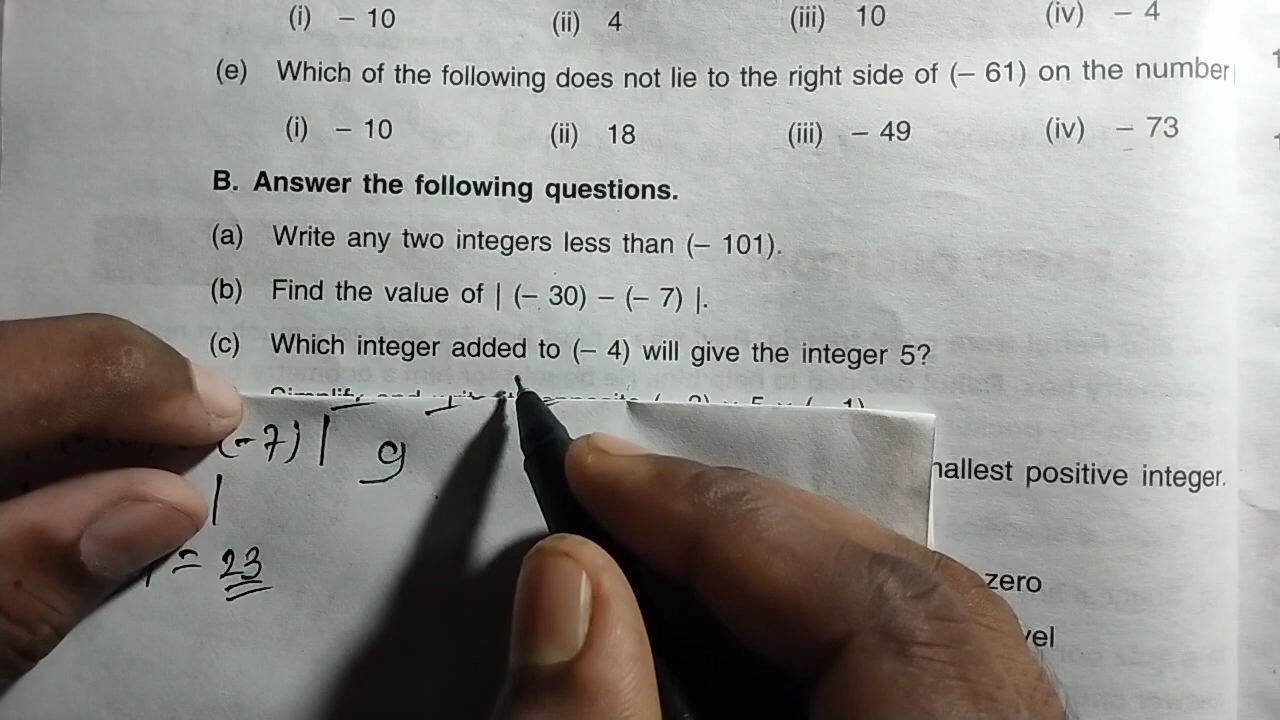 (i) – 10 (ii) 4 (iii) 10 (iv) – 4
(e) Which of the following does not lie to the right side of (– 61) on the number
(i) – 10 (ii) 18 (iii) – 49 (iv) – 73
B. Answer the following questions.
(a) Write any two integers less than (– 101).
(b) Find the value of | (– 30) – (– 7) |.
(c) Which integer added to (– 4) will give the integer 5?
(-7) | 9
positive integer.
|
= 23
zero